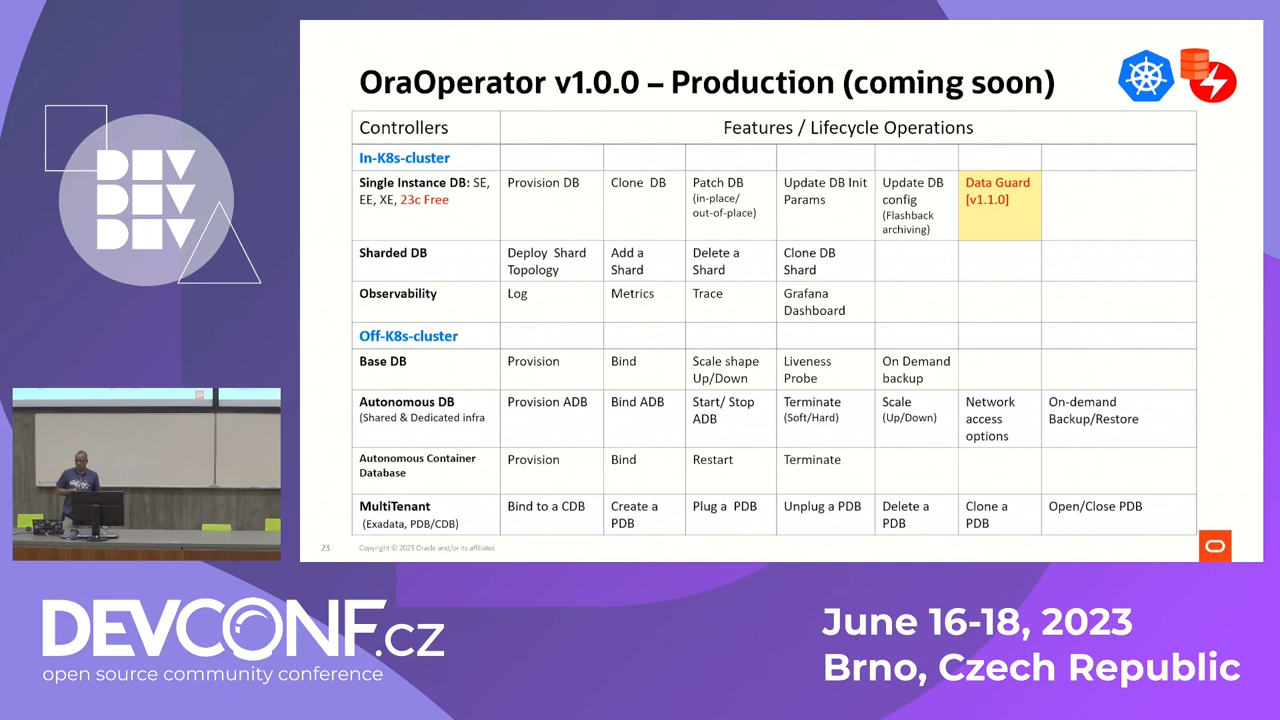 DEV
DEV
DEV
OraOperator v1.0.0 – Production (coming soon)
Controllers Features / Lifecycle Operations
In-K8s-cluster
Single Instance DB: SE, EE, XE, 23c Free Provision DB Clone DB Patch DB (in-place/ out-of-place) Update DB Init Params Update DB config (Flashback archiving) Data Guard [v1.1.0]
Sharded DB Deploy Shard Topology Add a Shard Delete a Shard Clone DB Shard
Observability Log Metrics Trace Grafana Dashboard
Off-K8s-cluster
Base DB Provision Bind Scale shape Up/Down Liveness Probe On Demand backup
Autonomous DB (Shared & Dedicated infra Provision ADB Bind ADB Start/ Stop ADB Terminate (Soft/Hard) Scale (Up/Down) Network access options On-demand Backup/Restore
Autonomous Container Database Provision Bind Restart Terminate
MultiTenant (Exadata, PDB/CDB) Bind to a CDB Create a PDB Plug a PDB Unplug a PDB Delete a PDB Clone a PDB Open/Close PDB
23 Copyright © 2023 Oracle and/or its affiliates
DEVCONF.cz
open source community conference
June 16-18, 2023
Brno, Czech Republic